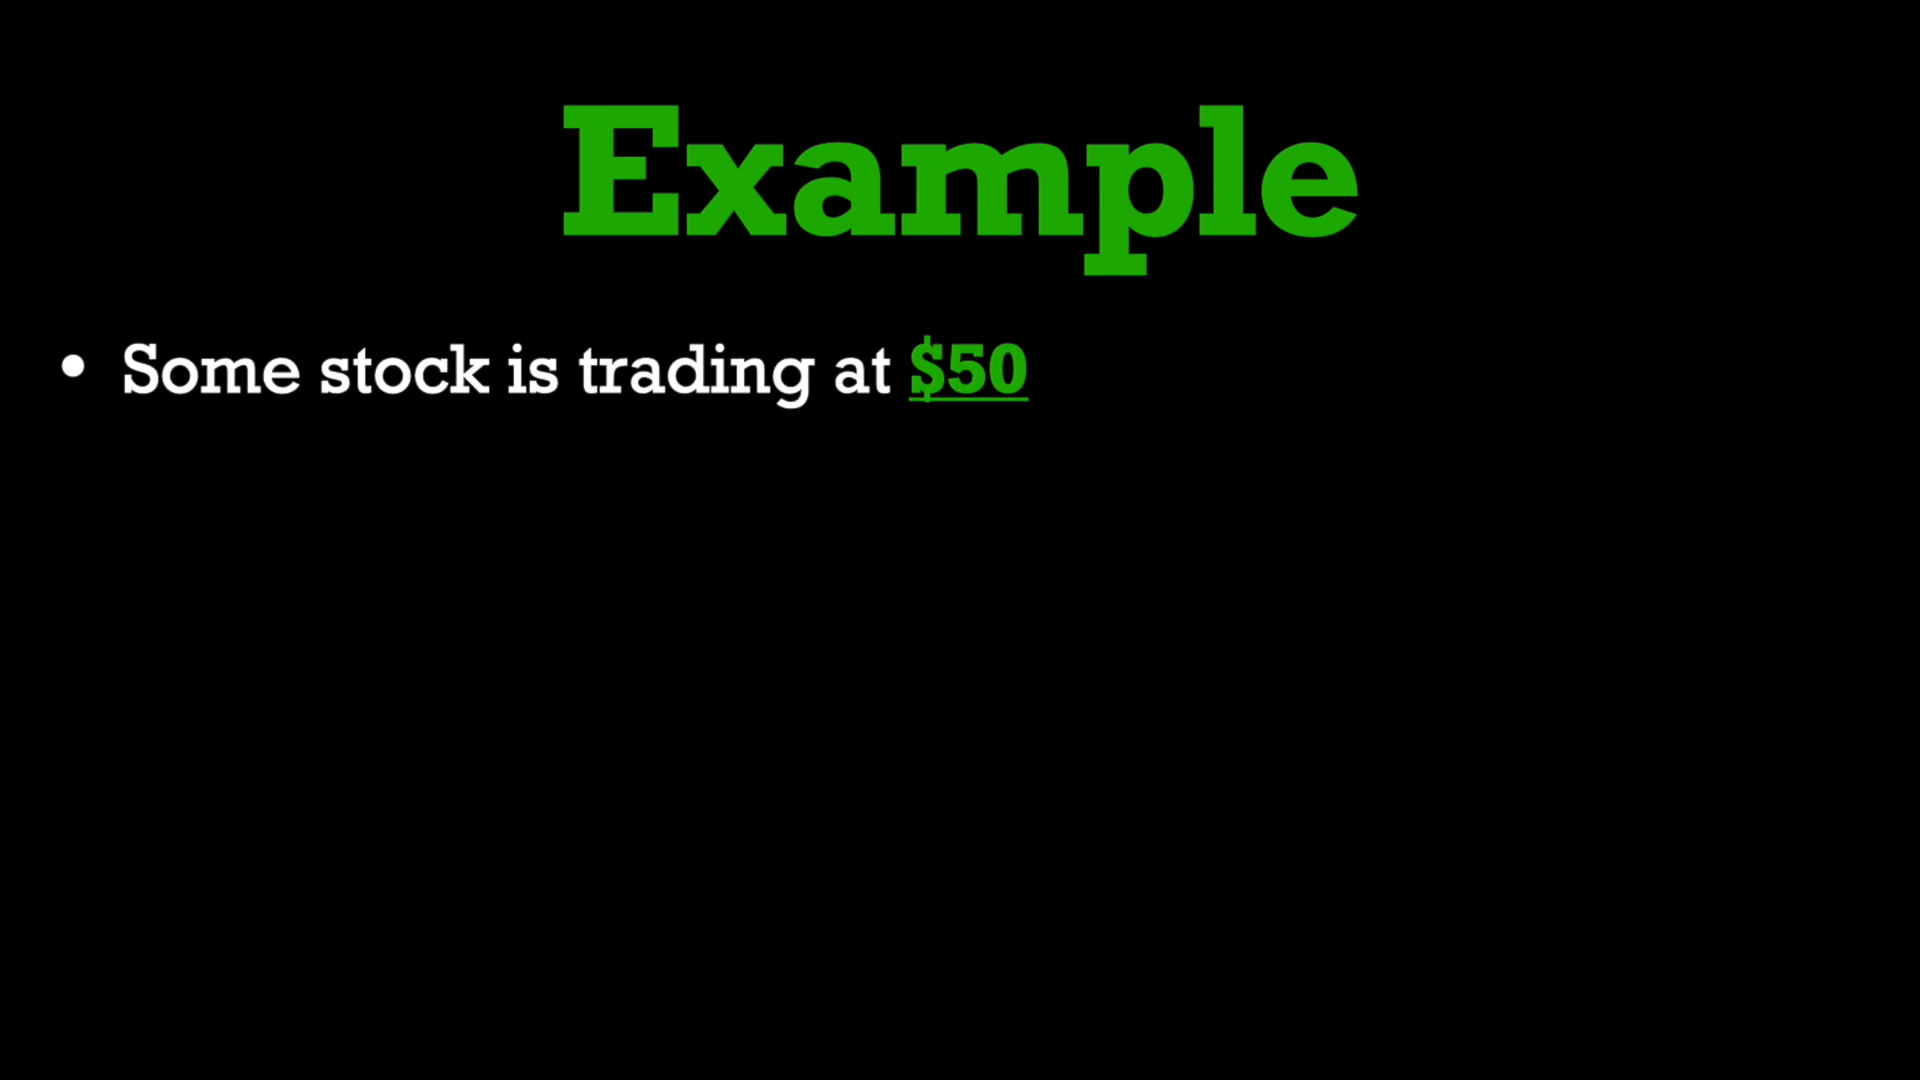 Example
• Some stock is trading at $50